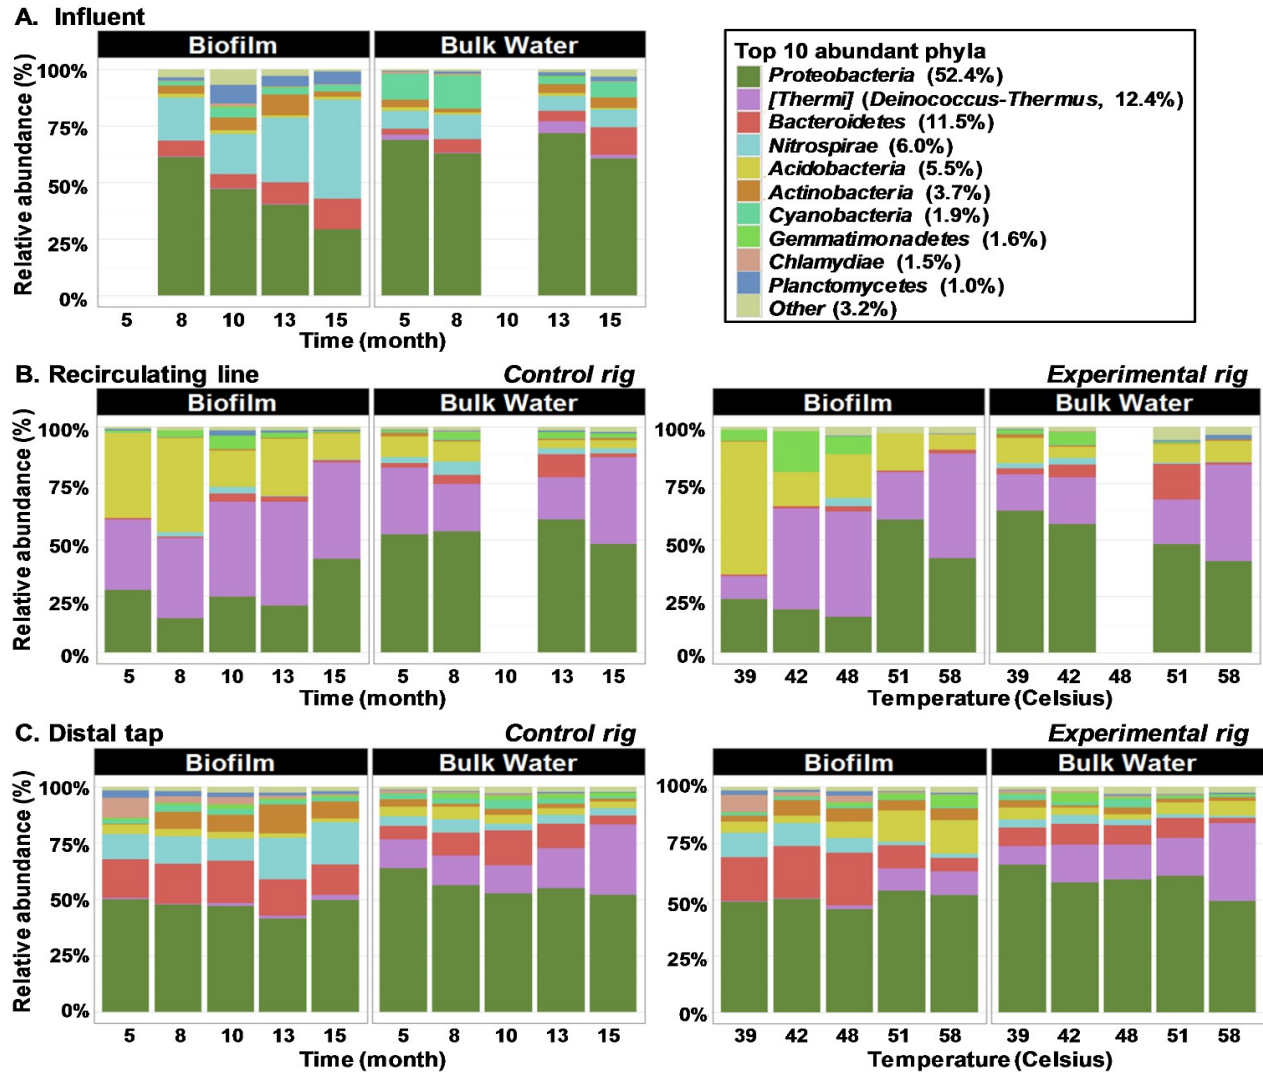 A. Influent
Biofilm
Bulk Water
Relative abundance (%)
100%
75%
50%
25%
0%
5 8 10 13 15
5 8 10 13 15
Time (month)
Top 10 abundant phyla
Proteobacteria (52.4%)
[Thermi] (Deinococcus-Thermus, 12.4%)
Bacteroidetes (11.5%)
Nitrospirae (6.0%)
Acidobacteria (5.5%)
Actinobacteria (3.7%)
Cyanobacteria (1.9%)
Gemmatimonadetes (1.6%)
Chlamydiae (1.5%)
Planctomycetes (1.0%)
Other (3.2%)
B. Recirculating line
Control rig
Biofilm
Bulk Water
Relative abundance (%)
100%
75%
50%
25%
0%
5 8 10 13 15
5 8 10 13 15
Time (month)
Experimental rig
Biofilm
Bulk Water
100%
75%
50%
25%
0%
39 42 48 51 58
39 42 48 51 58
Temperature (Celsius)
C. Distal tap
Control rig
Biofilm
Bulk Water
Relative abundance (%)
100%
75%
50%
25%
0%
5 8 10 13 15
5 8 10 13 15
Time (month)
Experimental rig
Biofilm
Bulk Water
100%
75%
50%
25%
0%
39 42 48 51 58
39 42 48 51 58
Temperature (Celsius)